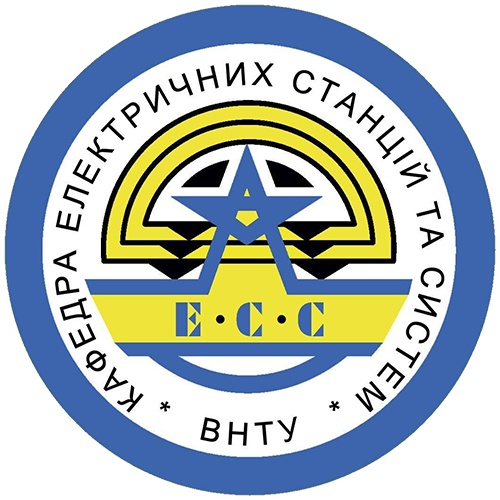 КАФЕДРА ЕЛЕКТРИЧНИХ СТАНЦІЙ ТА СИСТЕМ
Е·С·С
* ВНТУ *